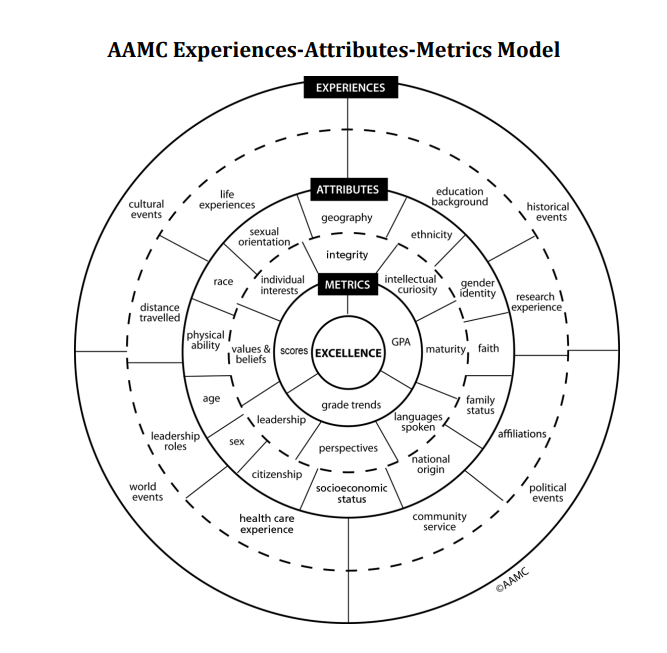 AAMC Experiences-Attributes-Metrics Model
EXPERIENCES
life
experiences
education
background
cultural
events
historical
events
distance
travelled
research
experience
leadership
roles
affiliations
world
events
political
events
health care
experience
community
service
ATTRIBUTES
geography
sexual
orientation
ethnicity
race
gender
identity
physical
ability
faith
age
family
status
sex
national
origin
citizenship
socioeconomic
status
integrity
individual
interests
intellectual
curiosity
values &
beliefs
maturity
leadership
languages
spoken
perspectives
METRICS
scores
GPA
grade trends
EXCELLENCE
©AAMC